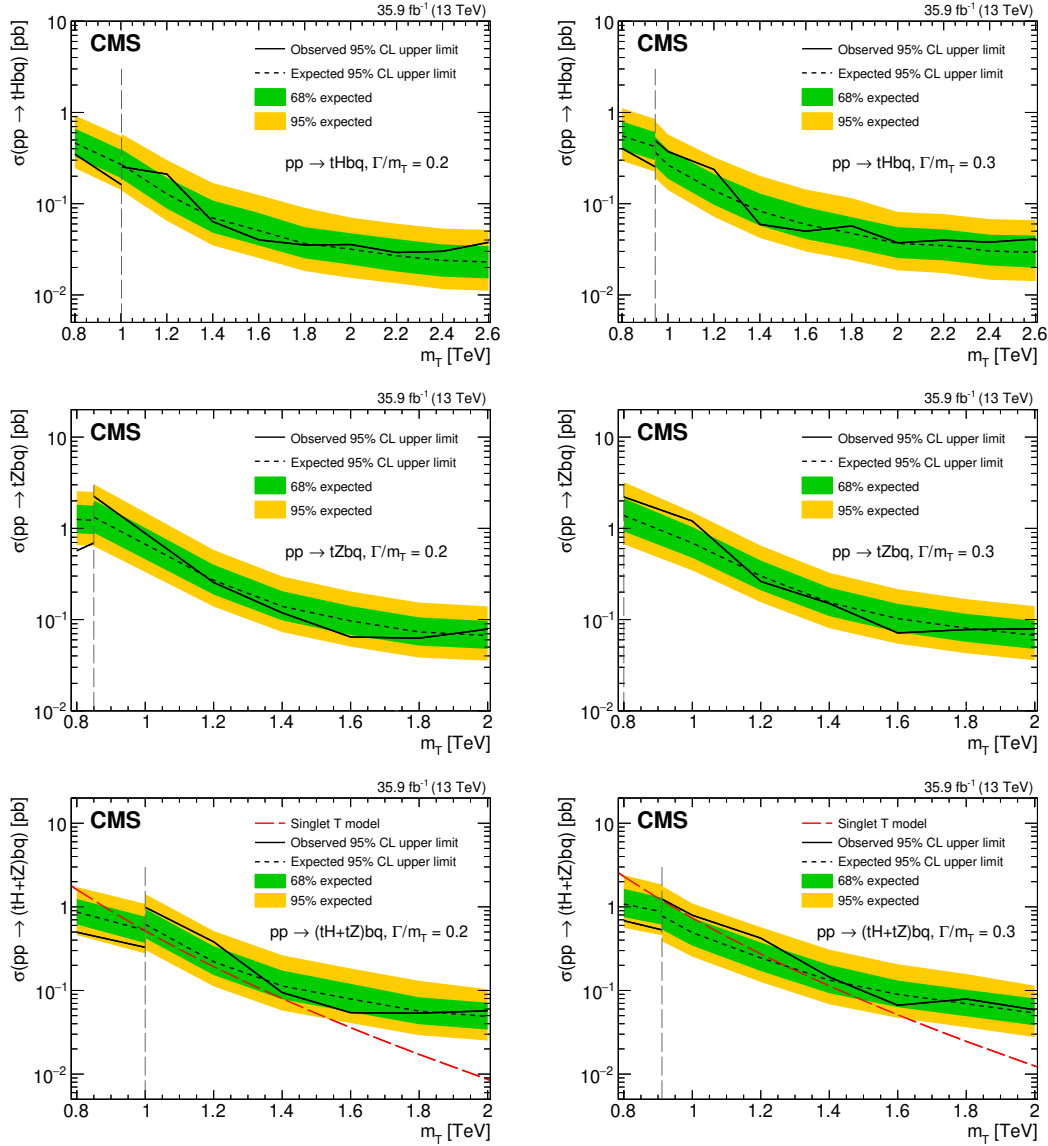 35.9 fb⁻¹ (13 TeV)
σ(pp → tHbq) [pb]
CMS
Observed 95% CL upper limit
Expected 95% CL upper limit
68% expected
95% expected
pp → tHbq, Γ/m_T = 0.2
10
1
10⁻¹
10⁻²
0.8 1 1.2 1.4 1.6 1.8 2 2.2 2.4 2.6
m_T [TeV]
35.9 fb⁻¹ (13 TeV)
σ(pp → tHbq) [pb]
CMS
Observed 95% CL upper limit
Expected 95% CL upper limit
68% expected
95% expected
pp → tHbq, Γ/m_T = 0.3
10
1
10⁻¹
10⁻²
0.8 1 1.2 1.4 1.6 1.8 2 2.2 2.4 2.6
m_T [TeV]
35.9 fb⁻¹ (13 TeV)
σ(pp → tZbq) [pb]
CMS
Observed 95% CL upper limit
Expected 95% CL upper limit
68% expected
95% expected
pp → tZbq, Γ/m_T = 0.2
10
1
10⁻¹
10⁻²
0.8 1 1.2 1.4 1.6 1.8 2
m_T [TeV]
35.9 fb⁻¹ (13 TeV)
σ(pp → tZbq) [pb]
CMS
Observed 95% CL upper limit
Expected 95% CL upper limit
68% expected
95% expected
pp → tZbq, Γ/m_T = 0.3
10
1
10⁻¹
10⁻²
0.8 1 1.2 1.4 1.6 1.8 2
m_T [TeV]
35.9 fb⁻¹ (13 TeV)
σ(pp → (tH+tZ)bq) [pb]
CMS
Singlet T model
Observed 95% CL upper limit
Expected 95% CL upper limit
68% expected
95% expected
pp → (tH+tZ)bq, Γ/m_T = 0.2
10
1
10⁻¹
10⁻²
0.8 1 1.2 1.4 1.6 1.8 2
m_T [TeV]
35.9 fb⁻¹ (13 TeV)
σ(pp → (tH+tZ)bq) [pb]
CMS
Singlet T model
Observed 95% CL upper limit
Expected 95% CL upper limit
68% expected
95% expected
pp → (tH+tZ)bq, Γ/m_T = 0.3
10
1
10⁻¹
10⁻²
0.8 1 1.2 1.4 1.6 1.8 2
m_T [TeV]